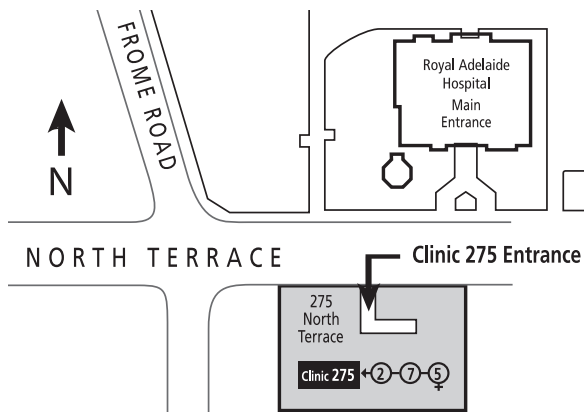 FROME ROAD
Royal Adelaide
Hospital
Main
Entrance
N
NORTH TERRACE
Clinic 275 Entrance
275
North
Terrace
Clinic 275
2 7 5